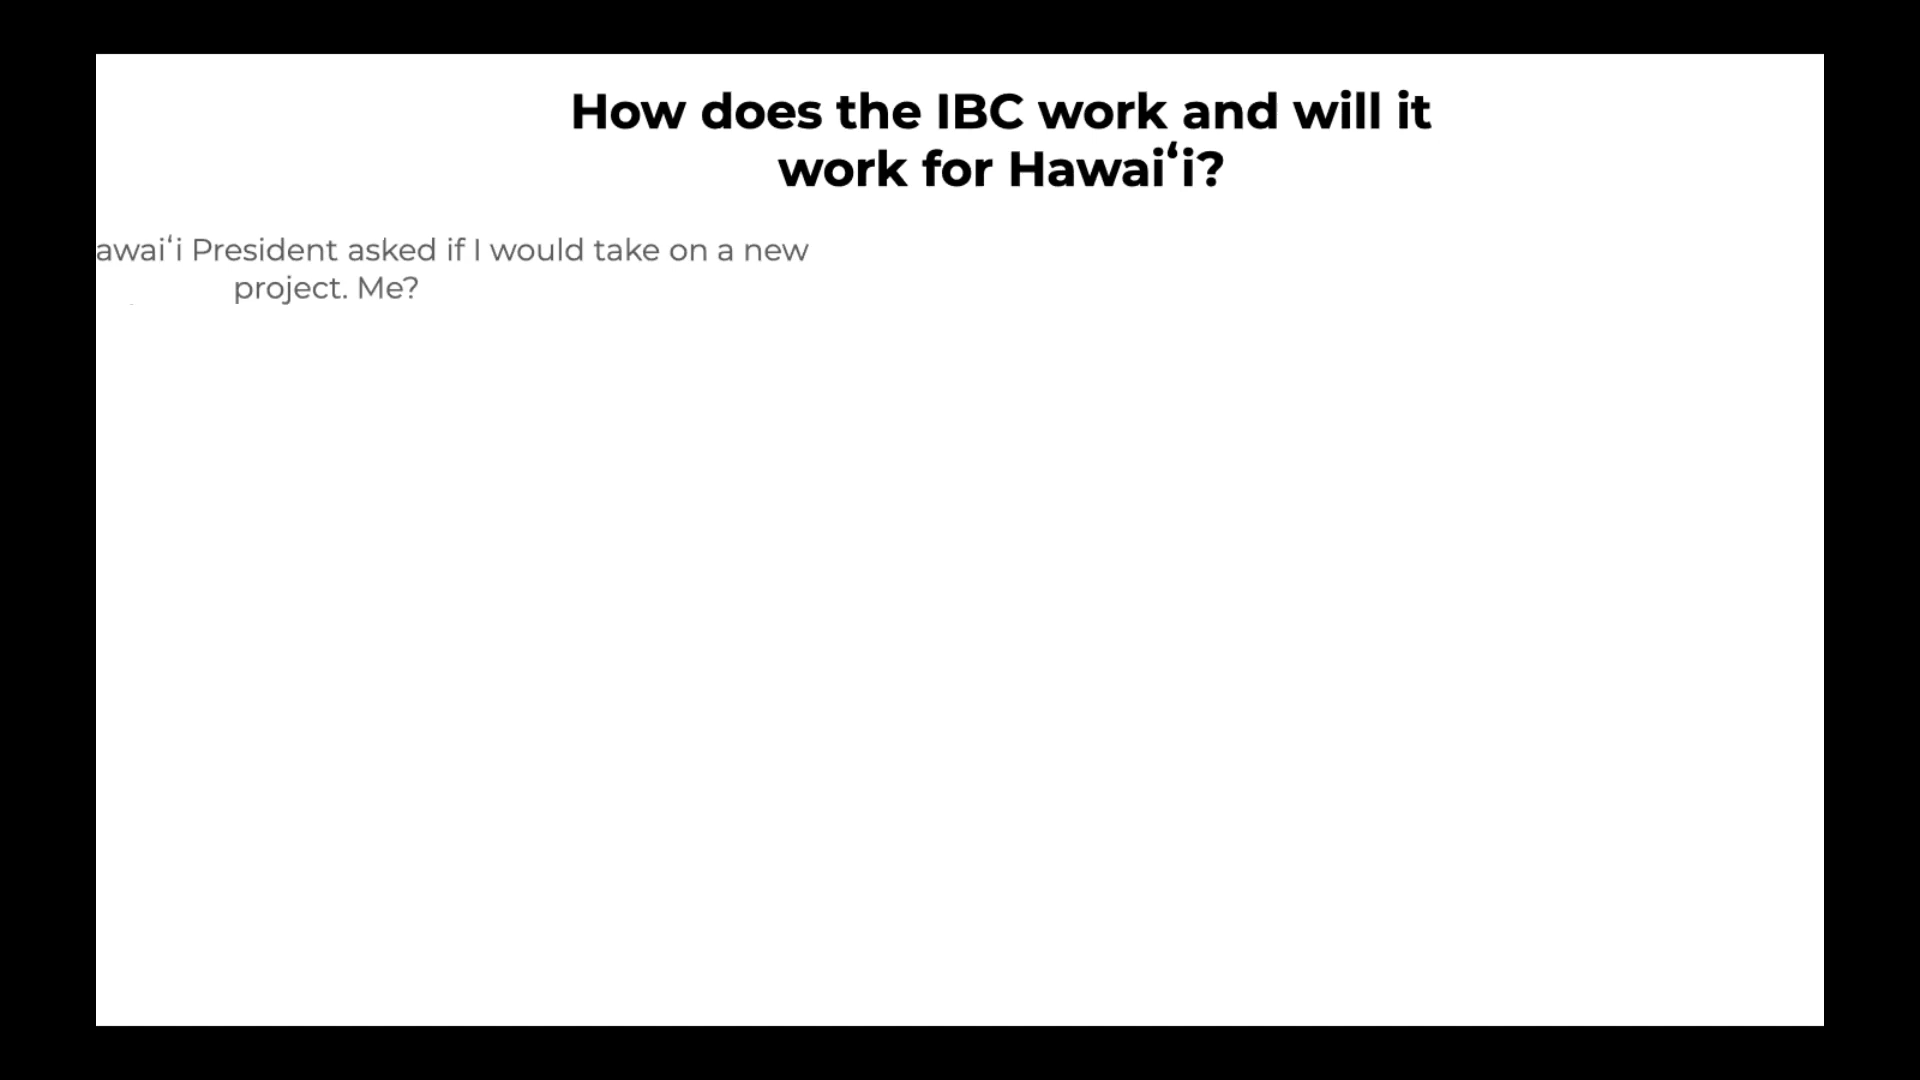 How does the IBC work and will it
work for Hawaiʻi?
awaiʻi President asked if I would take on a new
project. Me?